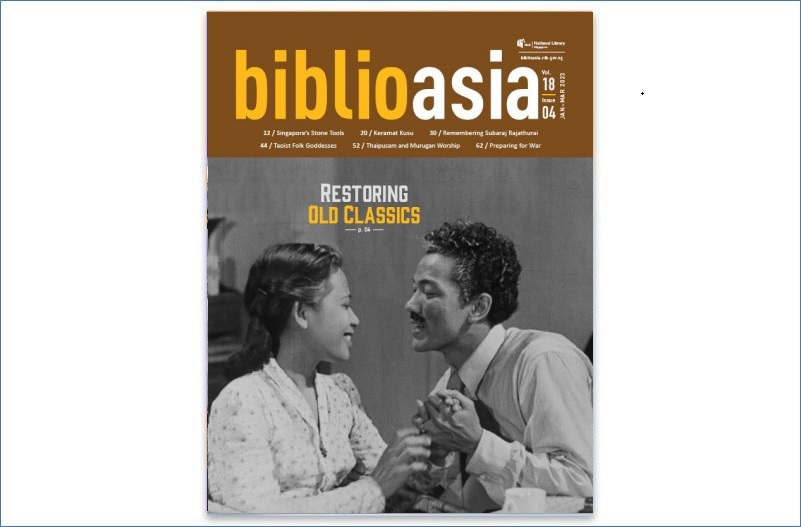 National Library
Singapore
biblioasia.nlb.gov.sg
biblioasia
Vol.
18
Issue
04
JAN–MAR 2023
12 / Singapore's Stone Tools 20 / Keramat Kusu 30 / Remembering Subaraj Rajathurai
44 / Taoist Folk Goddesses 52 / Thaipusam and Murugan Worship 62 / Preparing for War
RESTORING
OLD CLASSICS
p. 04